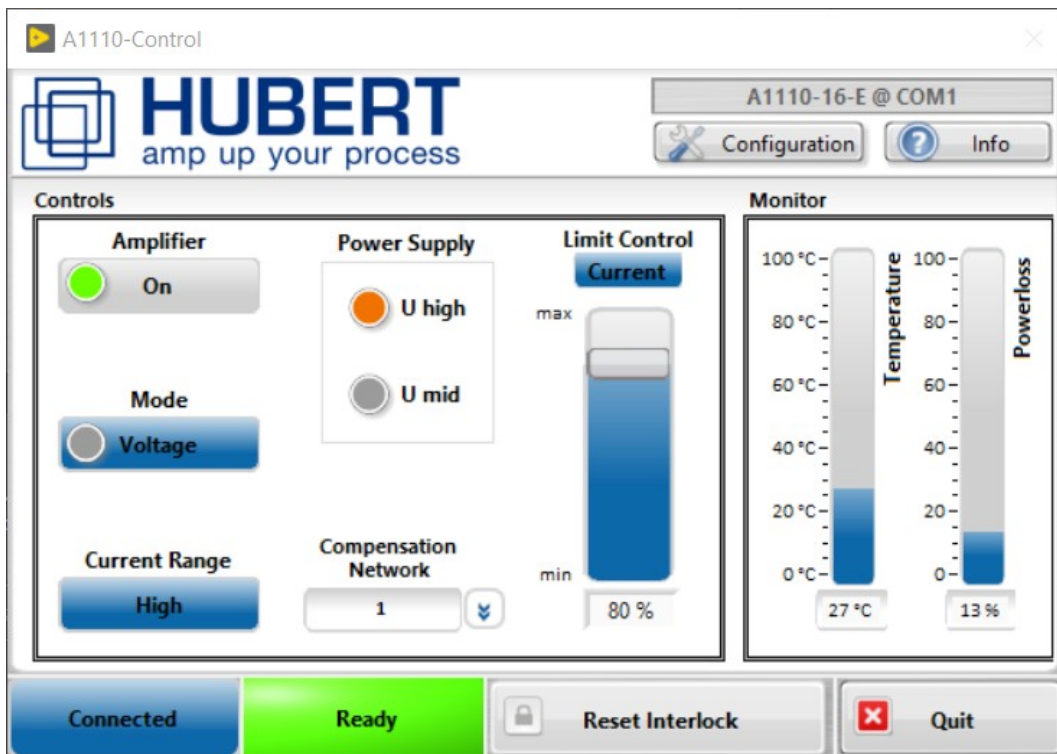 A1110-Control
HUBERT
amp up your process
A1110-16-E @ COM1
Configuration
Info
Controls
Amplifier
On
Mode
Voltage
Current Range
High
Power Supply
U high
U mid
Compensation
Network
1
Limit Control
Current
max
min
80 %
Monitor
100 °C
80 °C
60 °C
40 °C
20 °C
0 °C
Temperature
27 °C
100
80
60
40
20
0
Powerloss
13 %
Connected
Ready
Reset Interlock
Quit